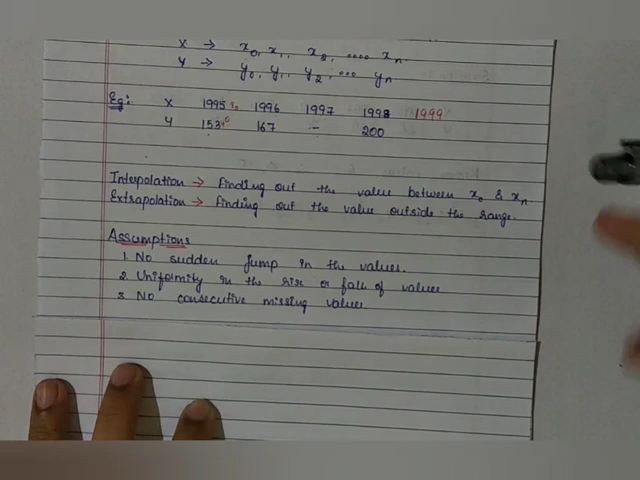 X → x₀, x₁, x₂, .... xₙ
Y → y₀, y₁, y₂, ... yₙ
Eg: X 1995 x₀ 1996 1997 1998 1999
Y 153 y₀ 167 – 200
Interpolation → Finding out the value between x₀ & xₙ.
Extrapolation → Finding out the value outside the range.
Assumptions
1. No sudden jump in the values.
2. Uniformity in the rise or fall of values
3. No consecutive missing values.